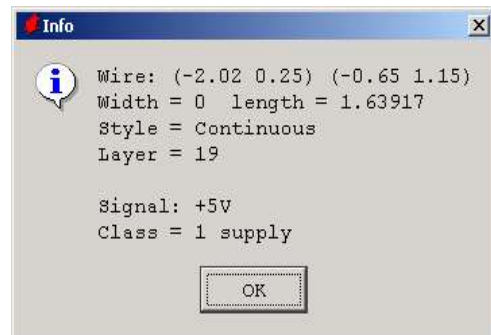 Info
Wire: (-2.02 0.25) (-0.65 1.15)
Width = 0  length = 1.63917
Style = Continuous
Layer = 19
Signal: +5V
Class = 1 supply
OK